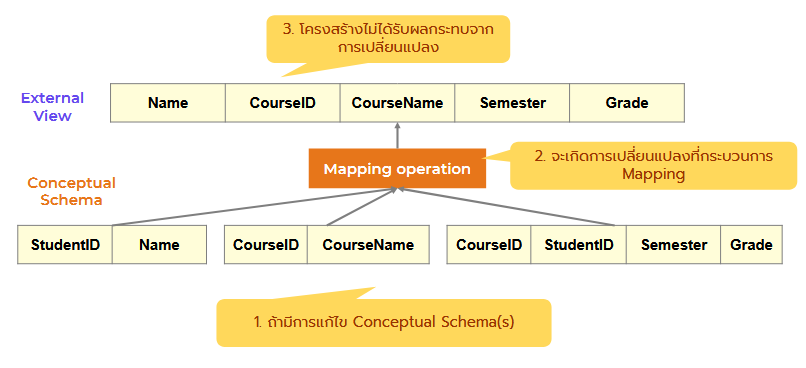 3. โครงสร้างไม่ได้รับผลกระทบจาก
การเปลี่ยนแปลง
External
View
Name CourseID CourseName Semester Grade
Mapping operation
2. จะเกิดการเปลี่ยนแปลงที่กระบวนการ
Mapping
Conceptual
Schema
StudentID Name CourseID CourseName CourseID StudentID Semester Grade
1. ถ้ามีการแก้ไข Conceptual Schema(s)